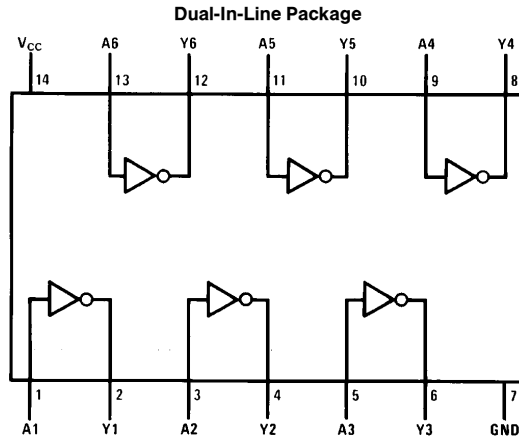 Dual-In-Line Package
VCC A6 Y6 A5 Y5 A4 Y4
14 13 12 11 10 9 8
1 2 3 4 5 6 7
A1 Y1 A2 Y2 A3 Y3 GND